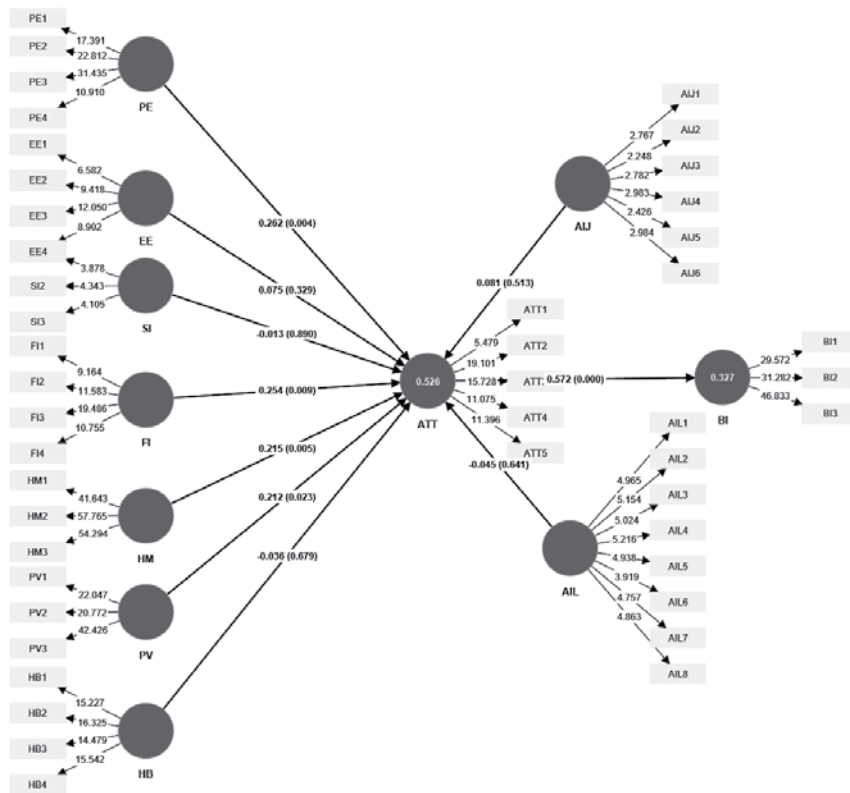 PE1
PE2
PE3
PE4
17.391
22.812
31.435
10.910
PE
EE1
EE2
EE3
EE4
6.582
9.418
12.050
8.902
EE
SI2
SI3
3.878
4.343
4.105
SI
FI1
FI2
FI3
FI4
9.164
11.583
19.486
10.755
FI
HM1
HM2
HM3
41.643
57.765
54.294
HM
PV1
PV2
PV3
22.047
20.772
42.426
PV
HB1
HB2
HB3
HB4
15.227
16.325
14.479
15.542
HB
0.262 (0.004)
0.075 (0.329)
-0.013 (0.890)
0.254 (0.009)
0.215 (0.005)
0.212 (0.023)
-0.036 (0.679)
0.526
ATT
5.479
19.101
15.728
11.075
11.396
ATT1
ATT2
ATT
ATT4
ATT5
0.572 (0.000)
0.081 (0.513)
-0.045 (0.641)
AIJ
2.767
2.248
2.782
2.983
2.426
2.984
AIJ1
AIJ2
AIJ3
AIJ4
AIJ5
AIJ6
0.327
BI
29.572
31.282
46.833
BI1
BI2
BI3
AIL
4.965
5.154
5.024
5.216
4.938
3.919
4.757
4.863
AIL1
AIL2
AIL3
AIL4
AIL5
AIL6
AIL7
AIL8